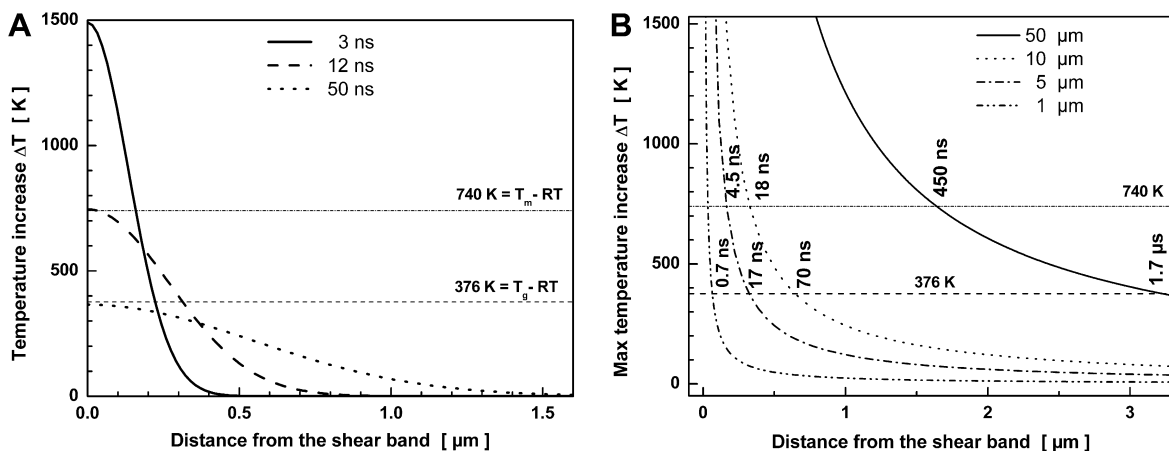 A
Temperature increase ΔT [ K ]
1500
1000
500
0
3 ns
12 ns
50 ns
740 K = Tm- RT
376 K = Tg- RT
0.0
0.5
1.0
1.5
Distance from the shear band [ µm ]
B
Max temperature increase ΔT [ K ]
1500
1000
500
0
50 µm
10 µm
5 µm
1 µm
4.5 ns
18 ns
450 ns
740 K
0.7 ns
17 ns
70 ns
376 K
1.7 µs
0
1
2
3
Distance from the shear band [ µm ]